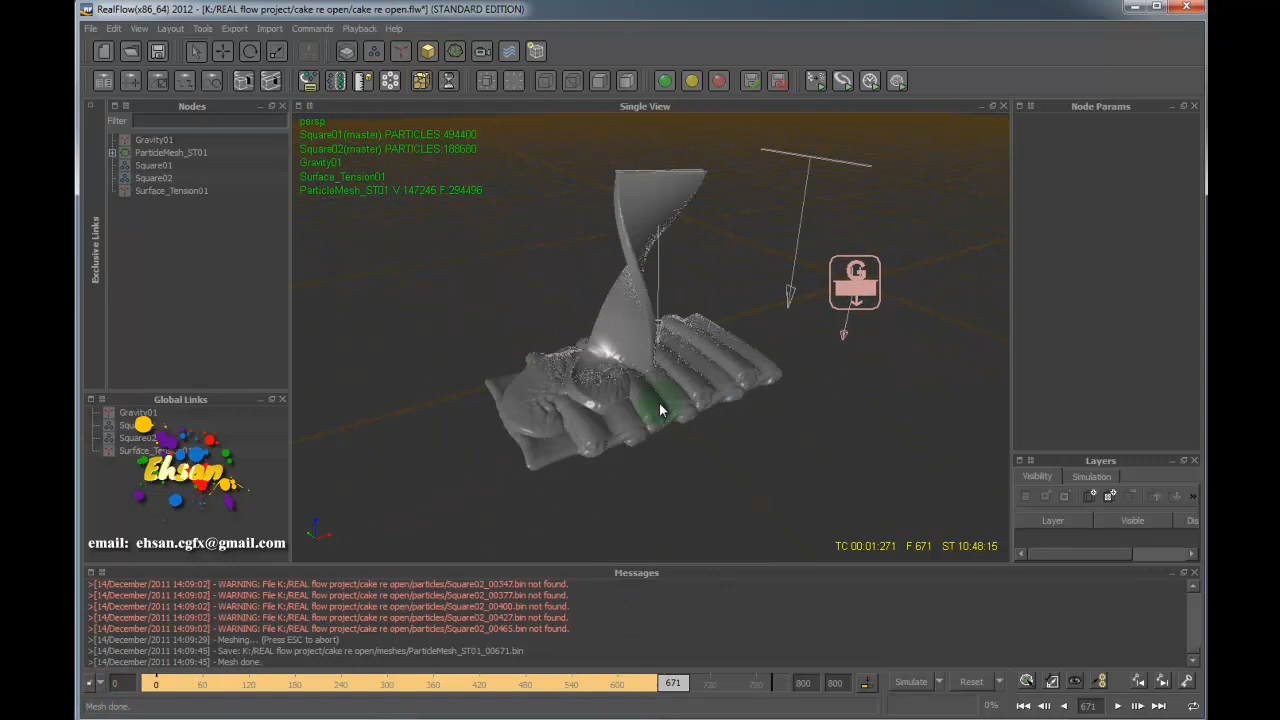 RealFlow(x86_64) 2012 - [K:/REAL flow project/cake re open/cake re open.flw*] (STANDARD EDITION)
File Edit View Layout Tools Export Import Commands Playback Help
Nodes
Single View
Node Params
Filter
Gravity01
ParticleMesh_ST01
Square01
Square02
Surface_Tension01
Exclusive Links
persp
Square01(master) PARTICLES:494400
Square02(master) PARTICLES:188680
Gravity01
Surface_Tension01
ParticleMesh_ST01 V:147245 F:294496
G
TC 00:01:271 F 671 ST 10:48:15
Global Links
Gravity01
Ehsan
email: ehsan.cgfx@gmail.com
Layers
Visibility Simulation
Layer Visible Dis
Messages
>[14/December/2011 14:09:02] - WARNING: File K:/REAL flow project/cake re open/particles/Square02_00347.bin not found.
>[14/December/2011 14:09:02] - WARNING: File K:/REAL flow project/cake re open/particles/Square02_00377.bin not found.
>[14/December/2011 14:09:02] - WARNING: File K:/REAL flow project/cake re open/particles/Square02_00400.bin not found.
>[14/December/2011 14:09:02] - WARNING: File K:/REAL flow project/cake re open/particles/Square02_00427.bin not found.
>[14/December/2011 14:09:02] - WARNING: File K:/REAL flow project/cake re open/particles/Square02_00465.bin not found.
>[14/December/2011 14:09:29] - Meshing... (Press ESC to abort)
>[14/December/2011 14:09:45] - Save: K:/REAL flow project/cake re open/meshes/ParticleMesh_ST01_00671.bin
>[14/December/2011 14:09:45] - Mesh done.
0 0 60 120 180 240 300 360 420 480 540 600 671 720 780 800 800 Simulate Reset
Mesh done.
0% 671